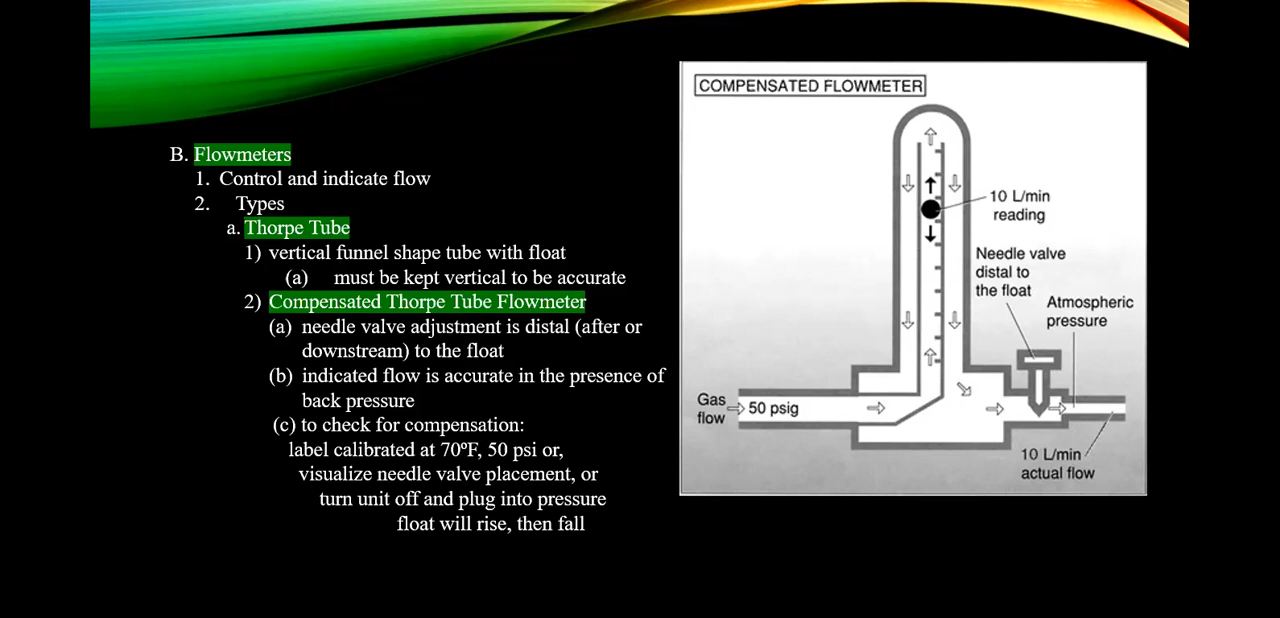 B. Flowmeters
1. Control and indicate flow
2. Types
a. Thorpe Tube
1) vertical funnel shape tube with float
(a) must be kept vertical to be accurate
2) Compensated Thorpe Tube Flowmeter
(a) needle valve adjustment is distal (after or
downstream) to the float
(b) indicated flow is accurate in the presence of
back pressure
(c) to check for compensation:
label calibrated at 70ºF, 50 psi or,
visualize needle valve placement, or
turn unit off and plug into pressure
float will rise, then fall
COMPENSATED FLOWMETER
10 L/min
reading
Needle valve
distal to
the float
Atmospheric
pressure
Gas
flow
50 psig
10 L/min
actual flow